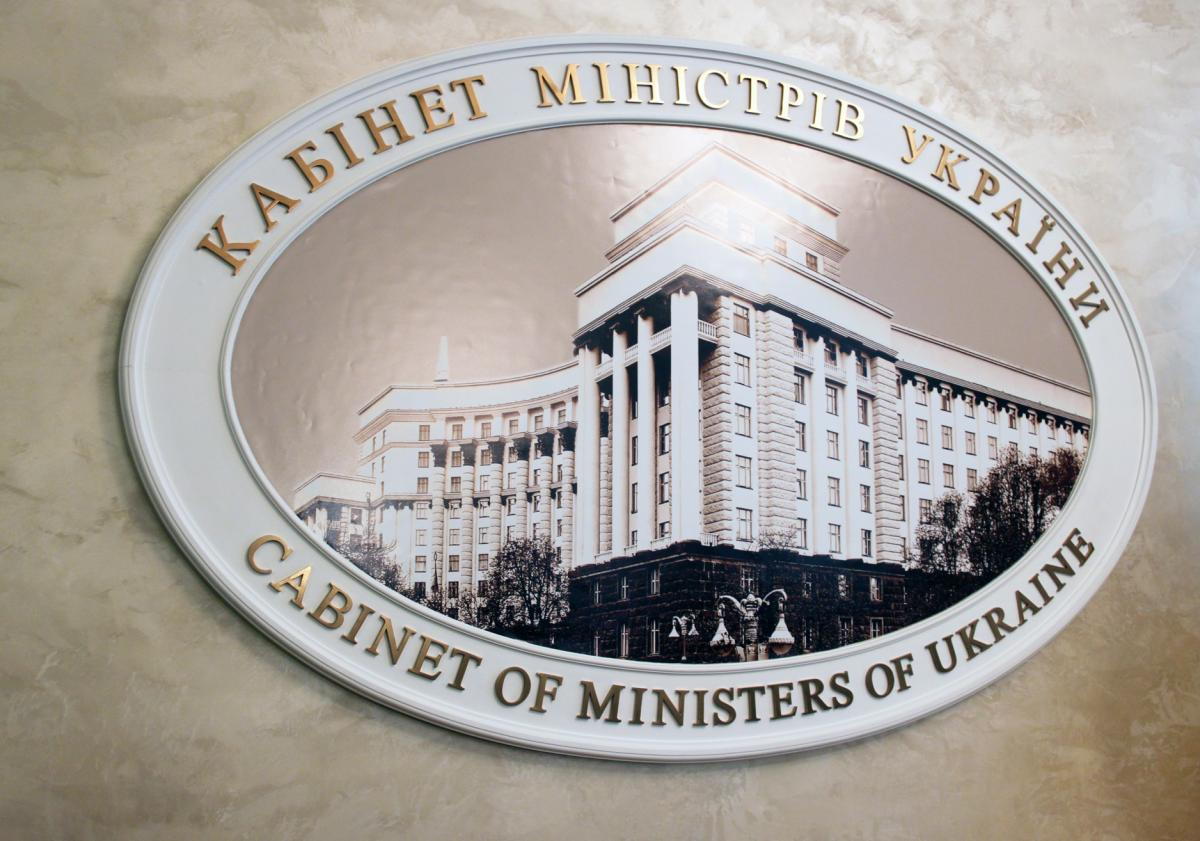 КАБІНЕТ МІНІСТРІВ УКРАЇНИ
CABINET OF MINISTERS OF UKRAINE